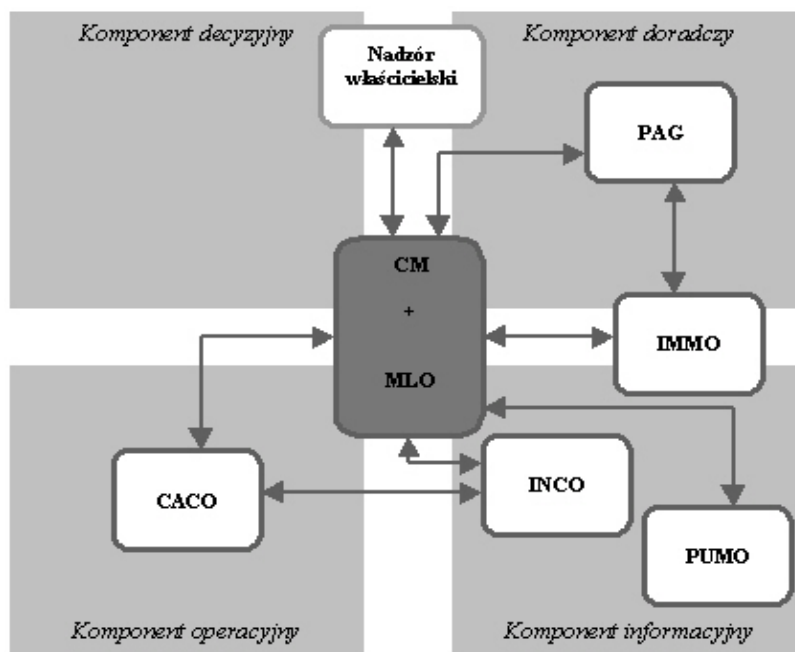 Komponent decyzyjny
Komponent doradczy
Nadzór
właścicielski
PAG
CM
+
MLO
IMMO
CACO
INCO
PUMO
Komponent operacyjny
Komponent informacyjny